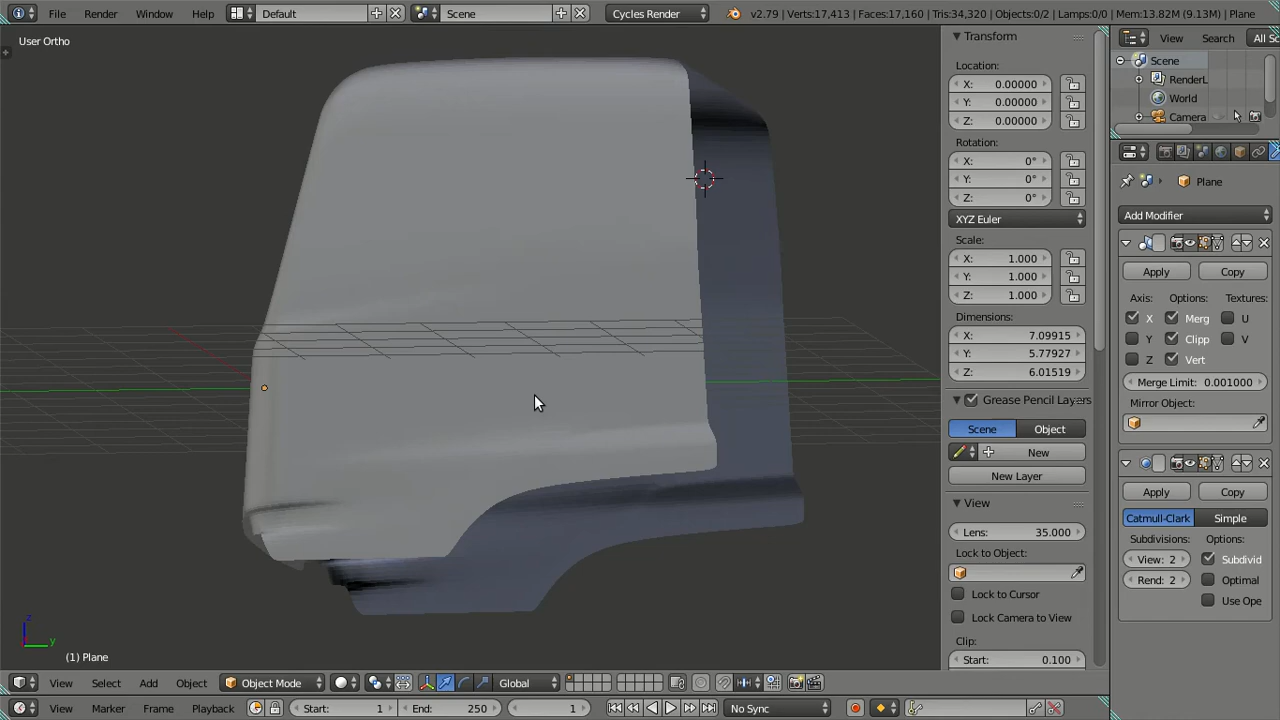 File Render Window Help Default Scene Cycles Render v2.79 | Verts:17,413 | Faces:17,160 | Tris:34,320 | Objects:0/2 | Lamps:0/0 | Mem:13.82M (9.13M) | Plane
User Ortho
Transform
Location:
X: 0.00000
Y: 0.00000
Z: 0.00000
Rotation:
X: 0°
Y: 0°
Z: 0°
XYZ Euler
Scale:
X: 1.000
Y: 1.000
Z: 1.000
Dimensions:
X: 7.09915
Y: 5.77927
Z: 6.01519
Grease Pencil Layers
Scene Object
New
New Layer
View
Lens: 35.000
Lock to Object:
Lock to Cursor
Lock Camera to View
Clip:
Start: 0.100
View Search All Sc
Scene
RenderL
World
Camera
Plane
Add Modifier
Apply Copy
Axis: Options: Textures:
X Merg U
Y Clipp V
Z Vert
Merge Limit: 0.001000
Mirror Object:
Apply Copy
Catmull-Clark Simple
Subdivisions: Options:
View: 2 Subdivid
Rend: 2 Optimal
Use Ope
z
y
(1) Plane
View Select Add Object Object Mode Global
View Marker Frame Playback Start: 1 End: 250 1 No Sync